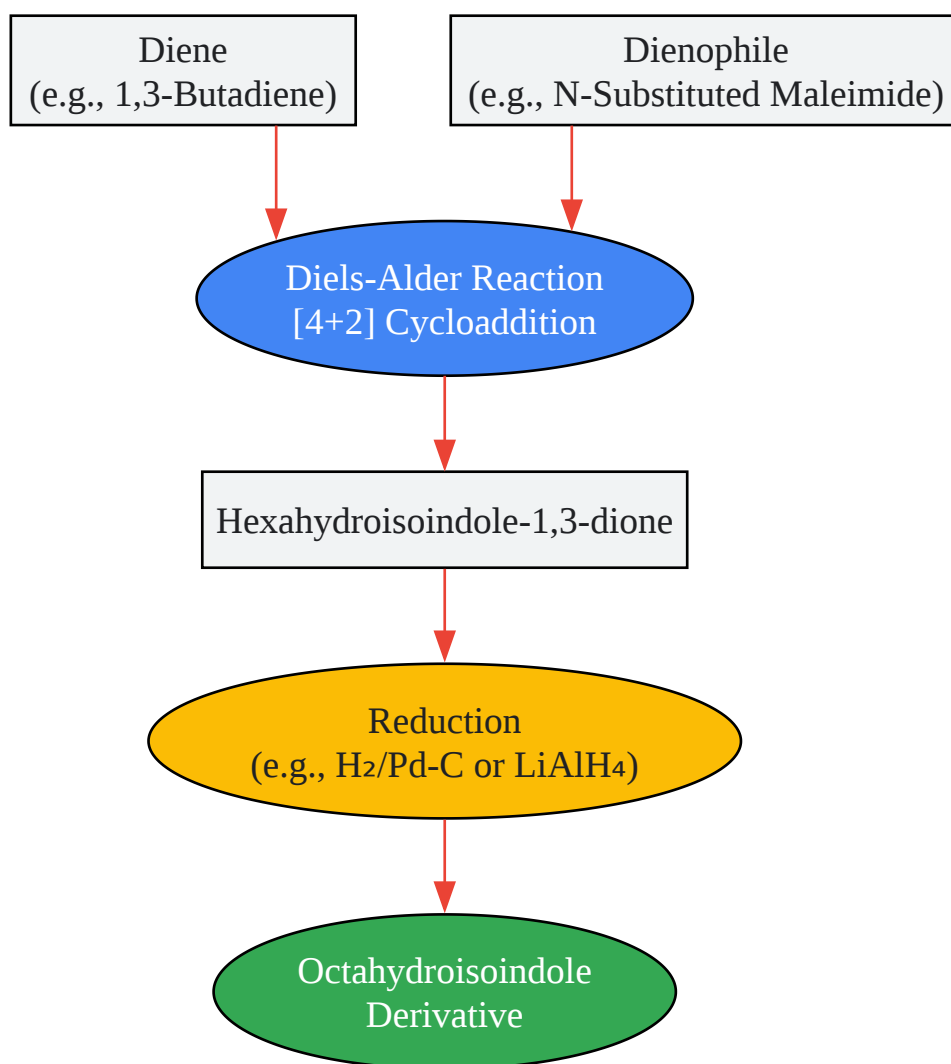 Diene
(e.g., 1,3-Butadiene)
Dienophile
(e.g., N-Substituted Maleimide)
Diels-Alder Reaction
[4+2] Cycloaddition
Hexahydroisoindole-1,3-dione
Reduction
(e.g., H₂/Pd-C or LiAlH₄)
Octahydroisoindole
Derivative